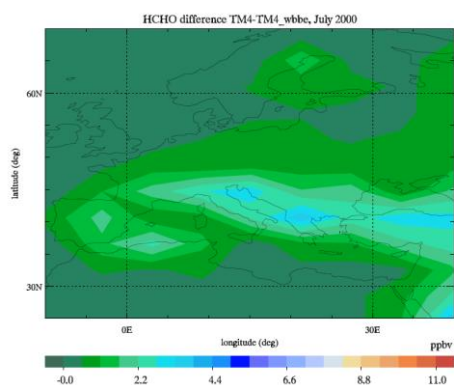 HCHO difference TM4-TM4_wbbe, July 2000
60N
latitude (deg)
30N
0E
30E
longitude (deg)
ppbv
-0.0
2.2
4.4
6.6
8.8
11.0